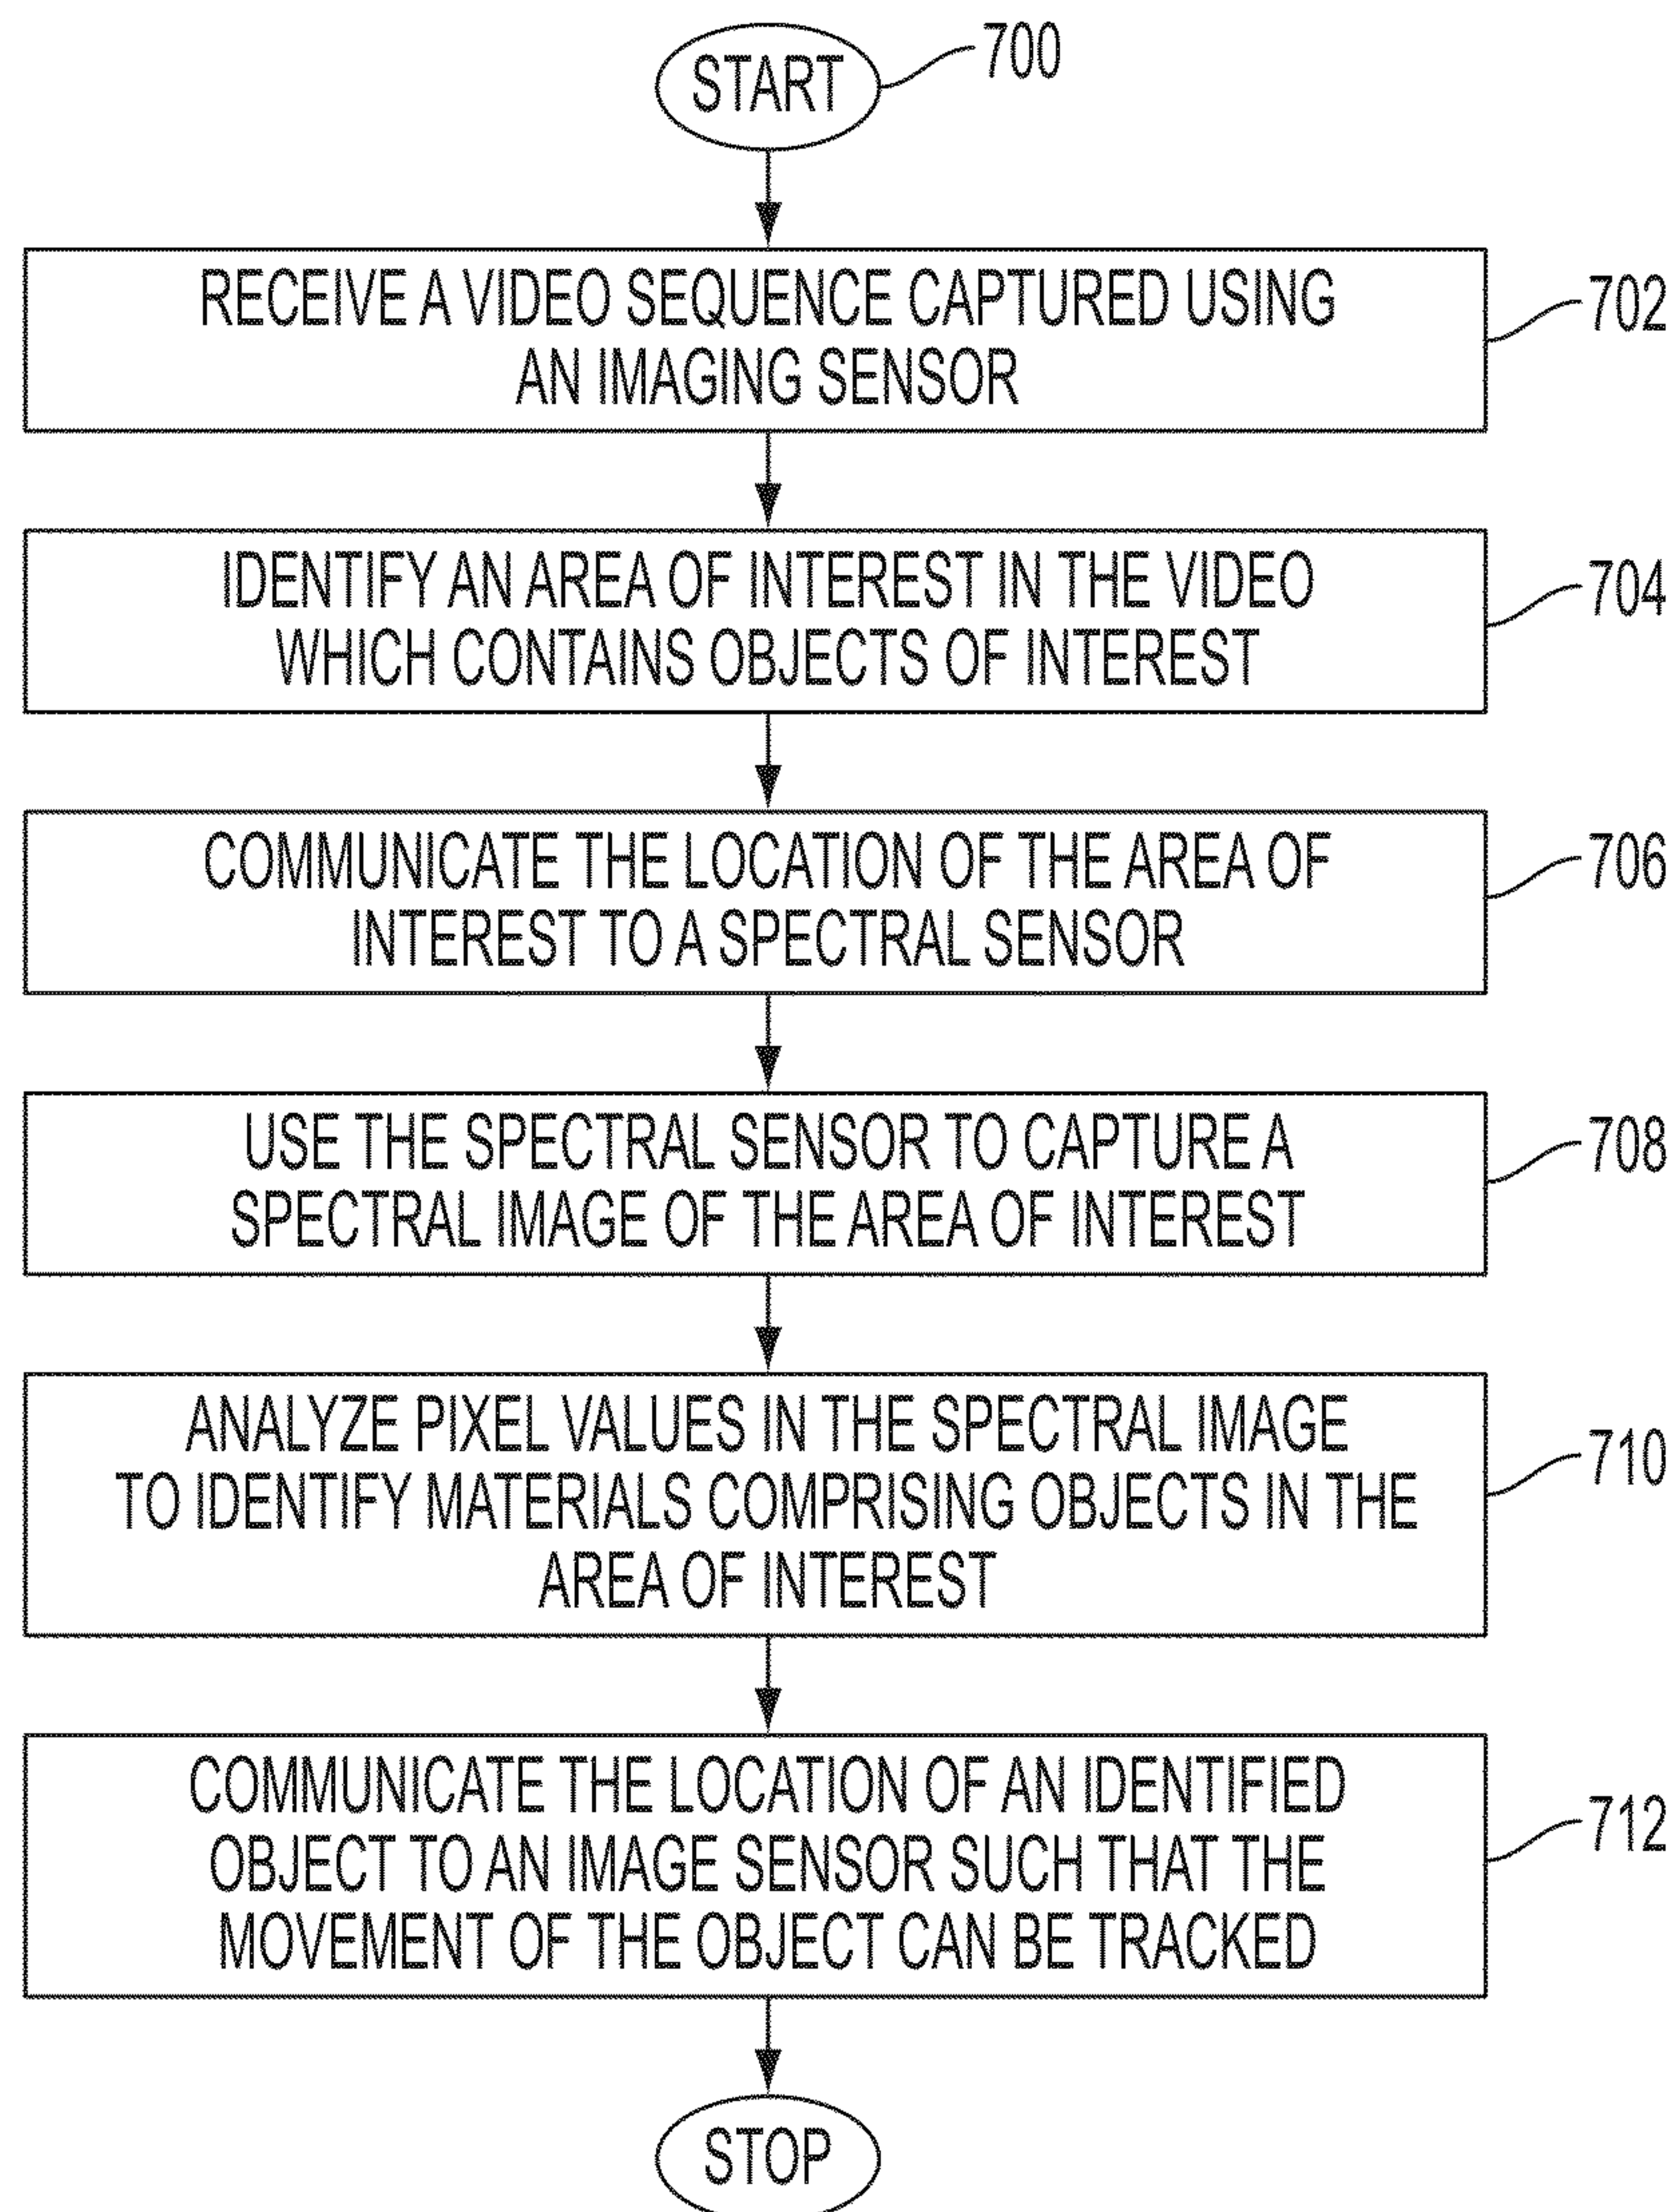 START
700
RECEIVE A VIDEO SEQUENCE CAPTURED USING
AN IMAGING SENSOR
702
IDENTIFY AN AREA OF INTEREST IN THE VIDEO
WHICH CONTAINS OBJECTS OF INTEREST
704
COMMUNICATE THE LOCATION OF THE AREA OF
INTEREST TO A SPECTRAL SENSOR
706
USE THE SPECTRAL SENSOR TO CAPTURE A
SPECTRAL IMAGE OF THE AREA OF INTEREST
708
ANALYZE PIXEL VALUES IN THE SPECTRAL IMAGE
TO IDENTIFY MATERIALS COMPRISING OBJECTS IN THE
AREA OF INTEREST
710
COMMUNICATE THE LOCATION OF AN IDENTIFIED
OBJECT TO AN IMAGE SENSOR SUCH THAT THE
MOVEMENT OF THE OBJECT CAN BE TRACKED
712
STOP